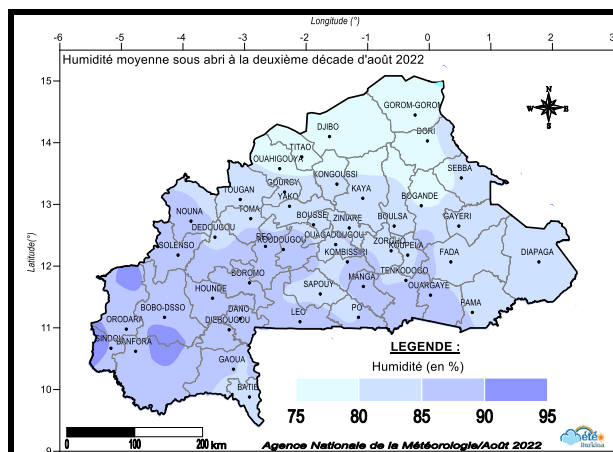 Longitude (°)
-6 -5 -4 -3 -2 -1 0 1 2 3
Humidité moyenne sous abri à la deuxième décade d'août 2022
15
GOROM-GOROM
W E
S
DJIBO
DORI
14
TITAO
OUAHIGOUYA
SEBBA
KONGOUSSI
GOURCY
TOUGAN
KAYA
YAKO
BOGANDE
13
NOUNA
TOMA
BOUSSE
ZINIARE
BOULSA
GAYERI
DEDOUGOU
OUAGADOUGOU
REO
KOUDOUGOU
ZORGHO
KOUPELA
SOLENSO
KOMBISSIRI
FADA
DIAPAGA
Latitude(°)
12
BOROMO
TENKODOGO
MANGA
HOUNDE
SAPOUY
OUARGAYE
BOBO-DSSO
DANO
LEO
PO
PAMA
ORODARA
DIEBOUGOU
11
SINDOU
BANFORA
LEGENDE :
GAOUA
Humidité (en %)
BATIE
10
75 80 85 90 95
9
0 100 200 km
Agence Nationale de la Météorologie/Août 2022
Météo
Burkina